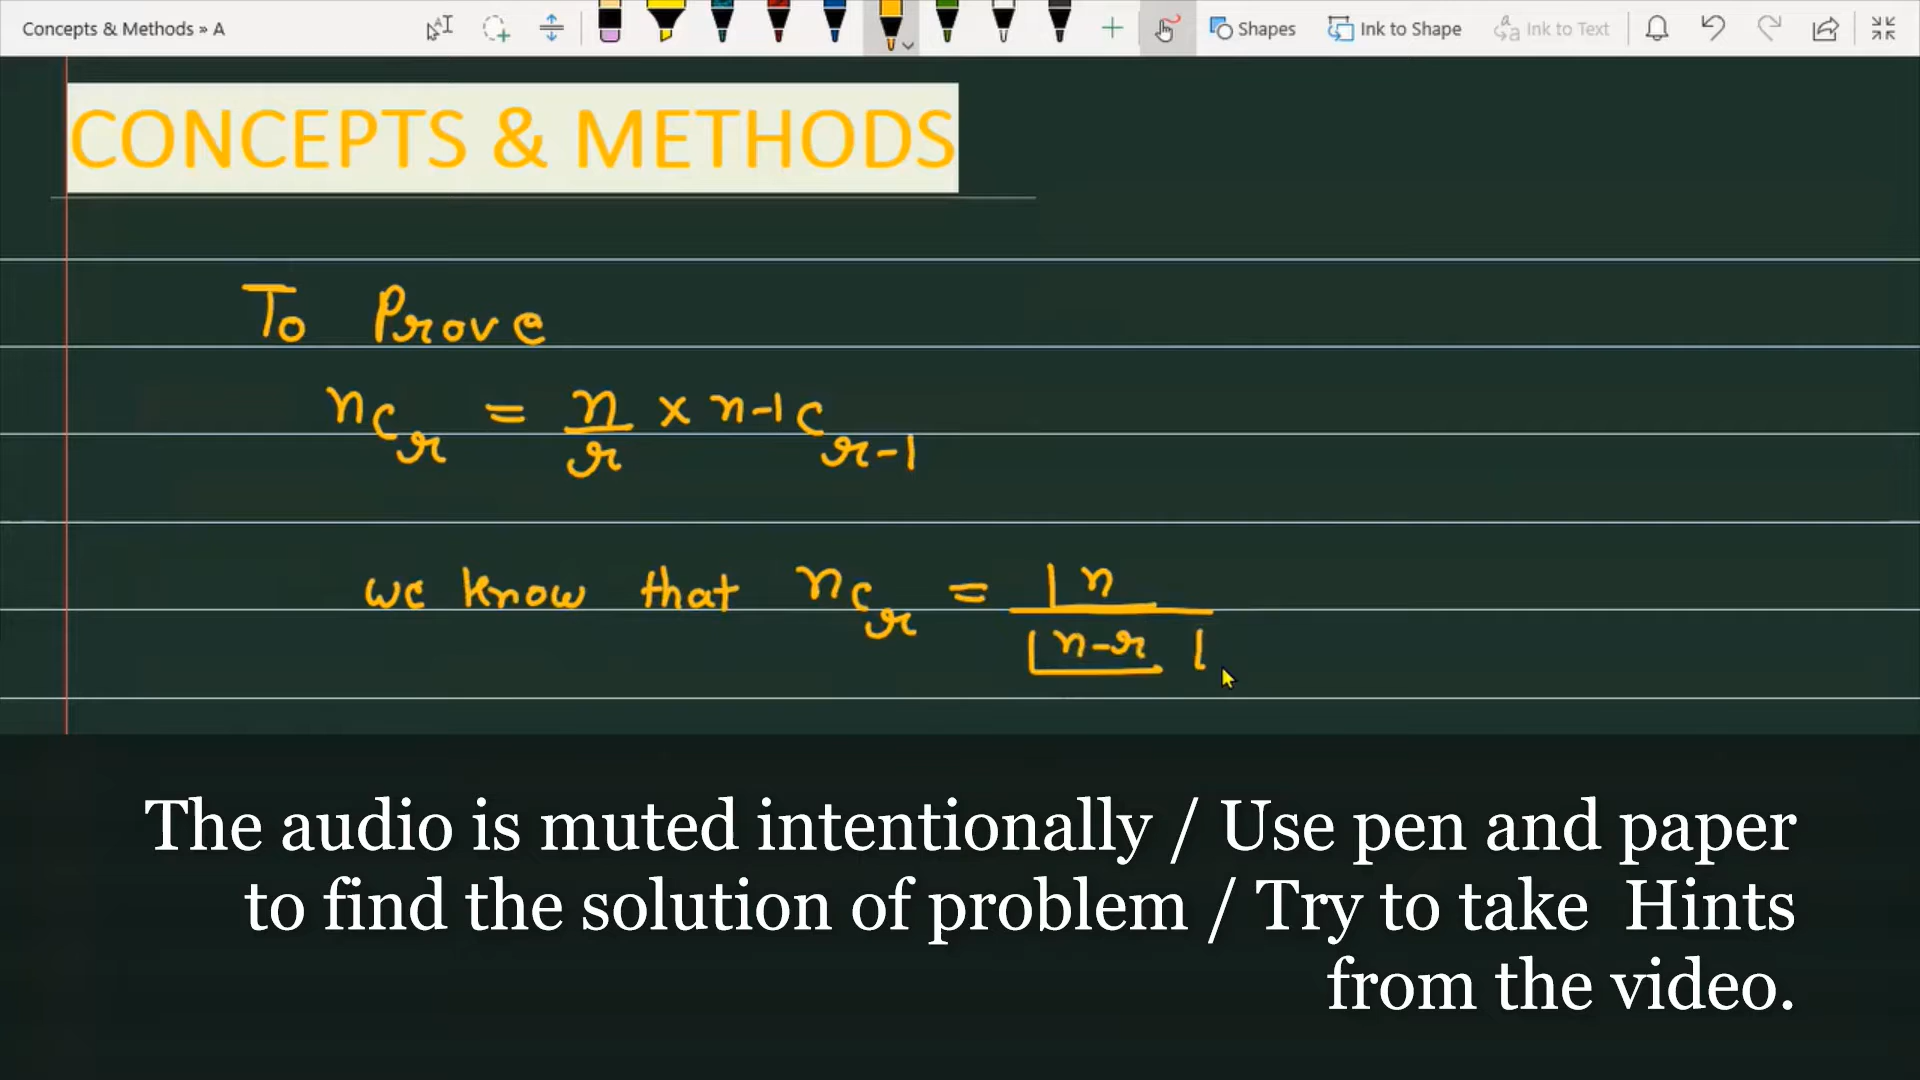 Concepts & Methods » A
Shapes
Ink to Shape
Ink to Text
CONCEPTS & METHODS
To Prove
nCr = n/r × n-1Cr-1
we know that nCr = |n / |n-r |
The audio is muted intentionally / Use pen and paper
to find the solution of problem / Try to take Hints
from the video.